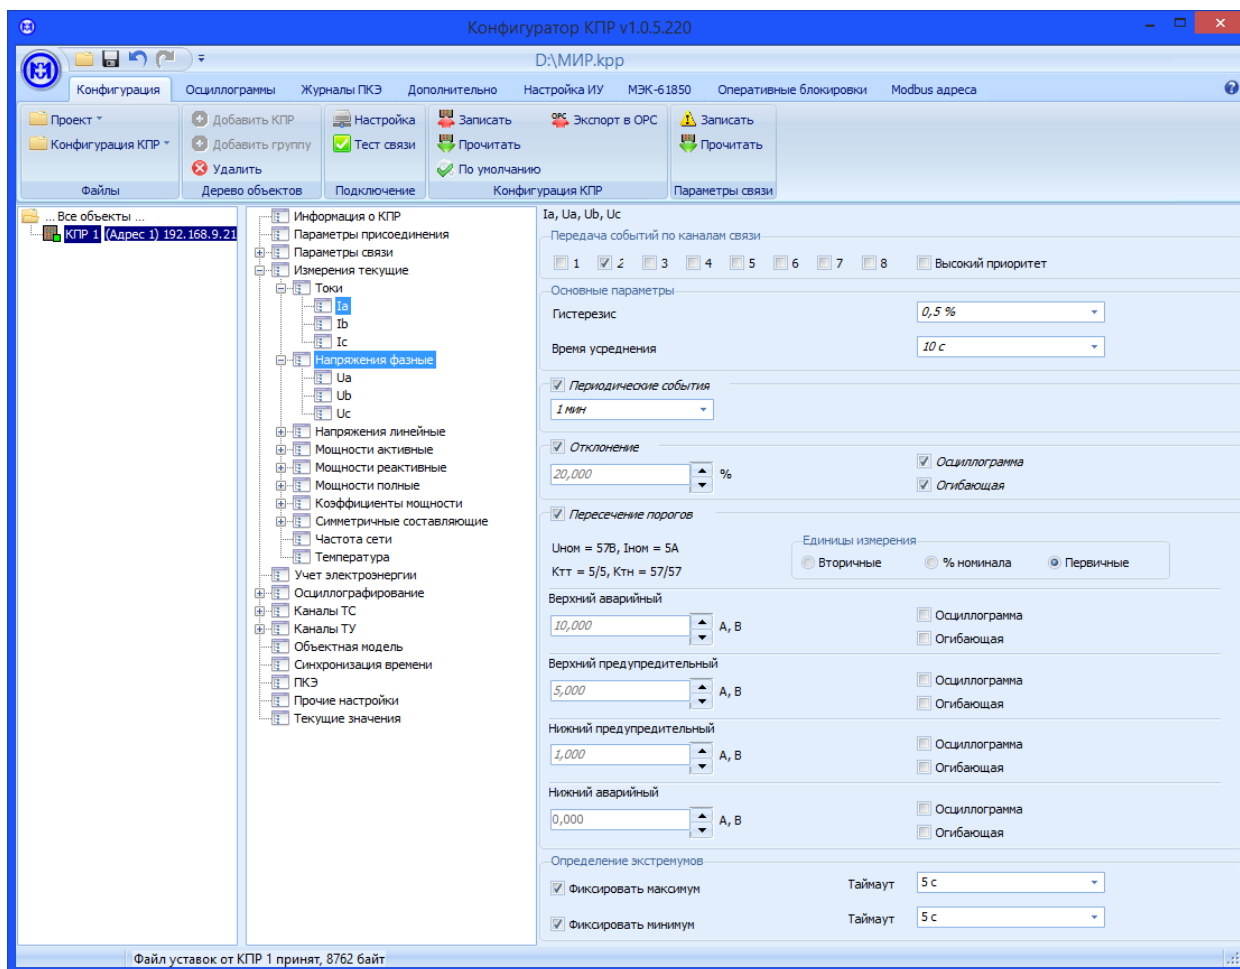 Конфигуратор КПР v1.0.5.220
D:\МИР.kpp
Конфигурация Осциллограммы Журналы ПКЭ Дополнительно Настройка ИУ МЭК-61850 Оперативные блокировки Modbus адреса
Проект
Конфигурация КПР
Файлы
Добавить КПР
Добавить группу
Удалить
Дерево объектов
Настройка
Тест связи
Подключение
Записать
Прочитать
По умолчанию
OPC Экспорт в OPC
Конфигурация КПР
Записать
Прочитать
Параметры связи
... Все объекты ...
КПР 1 (Адрес 1) 192.168.9.21
Информация о КПР
Параметры присоединения
Параметры связи
Измерения текущие
Токи
Ia
Ib
Ic
Напряжения фазные
Ua
Ub
Uc
Напряжения линейные
Мощности активные
Мощности реактивные
Мощности полные
Коэффициенты мощности
Симметричные составляющие
Частота сети
Температура
Учет электроэнергии
Осциллографирование
Каналы ТС
Каналы ТУ
Объектная модель
Синхронизация времени
ПКЭ
Прочие настройки
Текущие значения
Ia, Ua, Ub, Uc
Передача событий по каналам связи
1 2 3 4 5 6 7 8 Высокий приоритет
Основные параметры
Гистерезис 0,5 %
Время усреднения 10 с
Периодические события
1 мин
Отклонение
20,000 %
Осциллограмма
Огибающая
Пересечение порогов
Uном = 57В, Iном = 5А
Ктт = 5/5, Ктн = 57/57
Единицы измерения
Вторичные % номинала Первичные
Верхний аварийный
10,000 А, В
Осциллограмма
Огибающая
Верхний предупредительный
5,000 А, В
Осциллограмма
Огибающая
Нижний предупредительный
1,000 А, В
Осциллограмма
Огибающая
Нижний аварийный
0,000 А, В
Осциллограмма
Огибающая
Определение экстремумов
Фиксировать максимум Таймаут 5 с
Фиксировать минимум Таймаут 5 с
Файл уставок от КПР 1 принят, 8762 байт